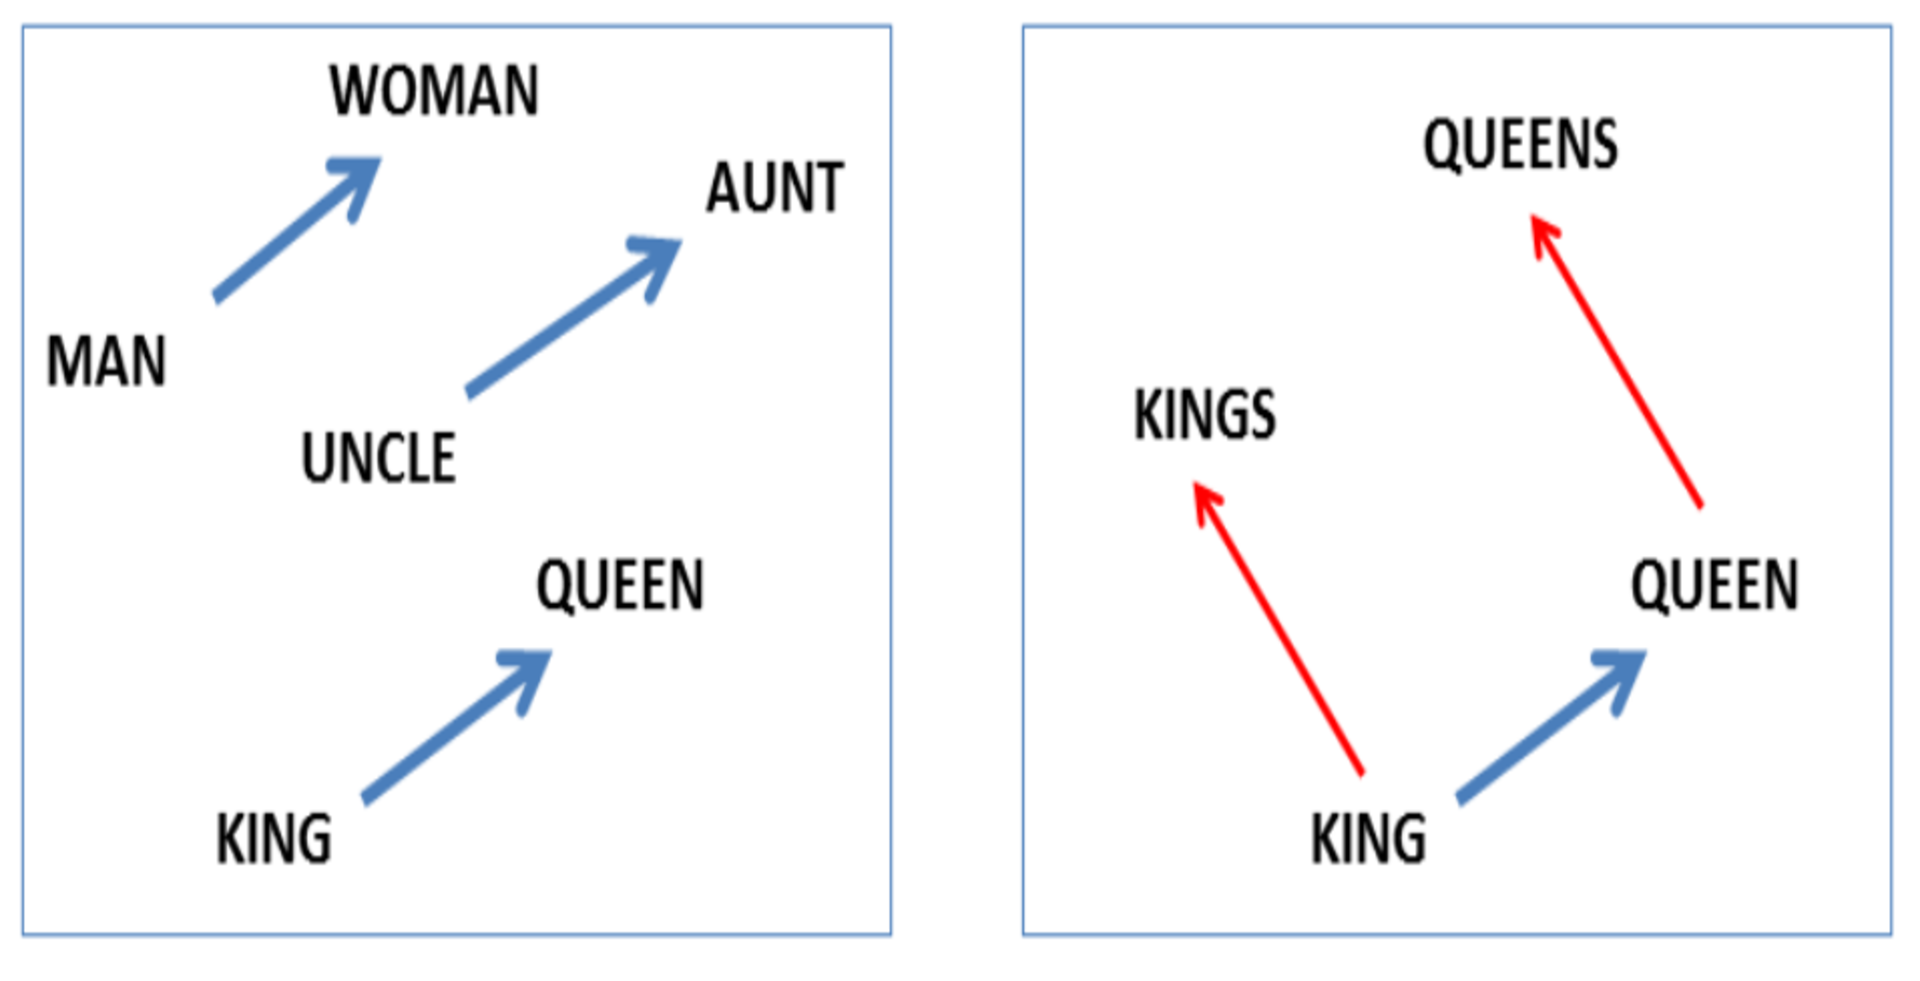 WOMAN
AUNT
MAN
UNCLE
QUEEN
KING
QUEENS
KINGS
QUEEN
KING